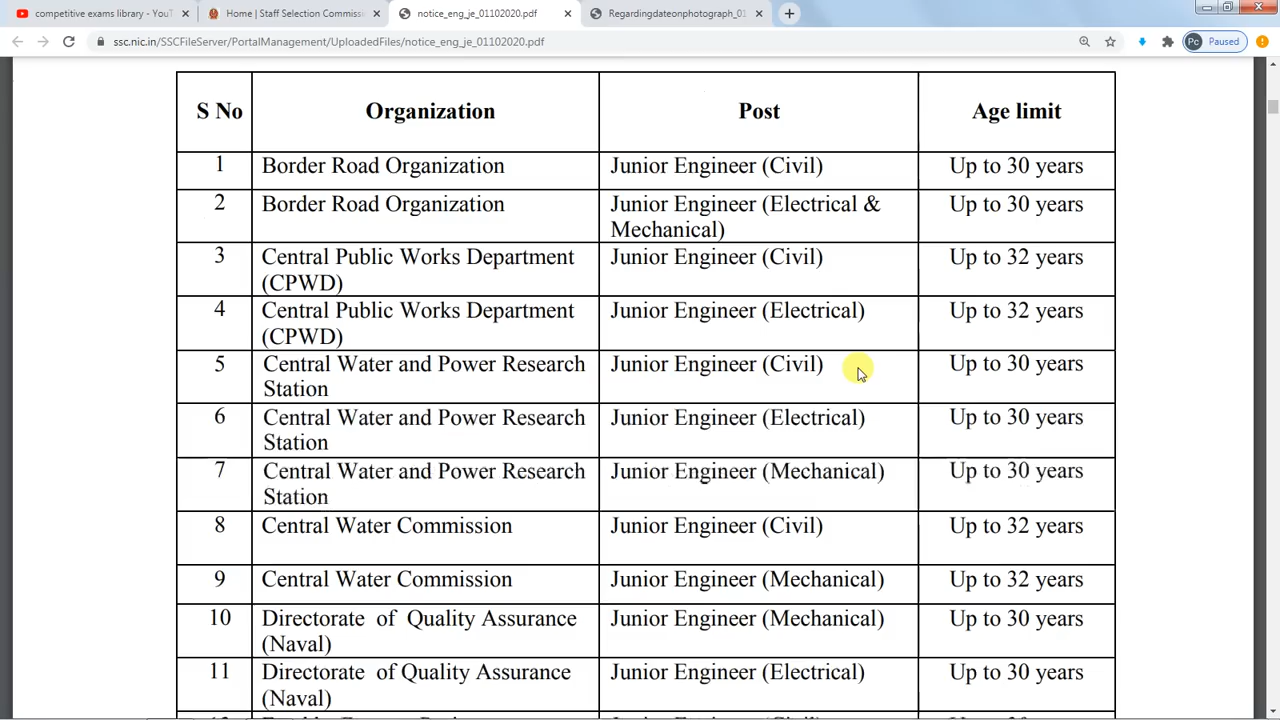 competitive exams library - YouT
Home | Staff Selection Commissi
notice_eng_je_01102020.pdf
Regardingdateonphotograph_01
ssc.nic.in/SSCFileServer/PortalManagement/UploadedFiles/notice_eng_je_01102020.pdf
Pc Paused
S No Organization Post Age limit
1 Border Road Organization Junior Engineer (Civil) Up to 30 years
2 Border Road Organization Junior Engineer (Electrical & Up to 30 years
Mechanical)
3 Central Public Works Department Junior Engineer (Civil) Up to 32 years
(CPWD)
4 Central Public Works Department Junior Engineer (Electrical) Up to 32 years
(CPWD)
5 Central Water and Power Research Junior Engineer (Civil) Up to 30 years
Station
6 Central Water and Power Research Junior Engineer (Electrical) Up to 30 years
Station
7 Central Water and Power Research Junior Engineer (Mechanical) Up to 30 years
Station
8 Central Water Commission Junior Engineer (Civil) Up to 32 years
9 Central Water Commission Junior Engineer (Mechanical) Up to 32 years
10 Directorate of Quality Assurance Junior Engineer (Mechanical) Up to 30 years
(Naval)
11 Directorate of Quality Assurance Junior Engineer (Electrical) Up to 30 years
(Naval)